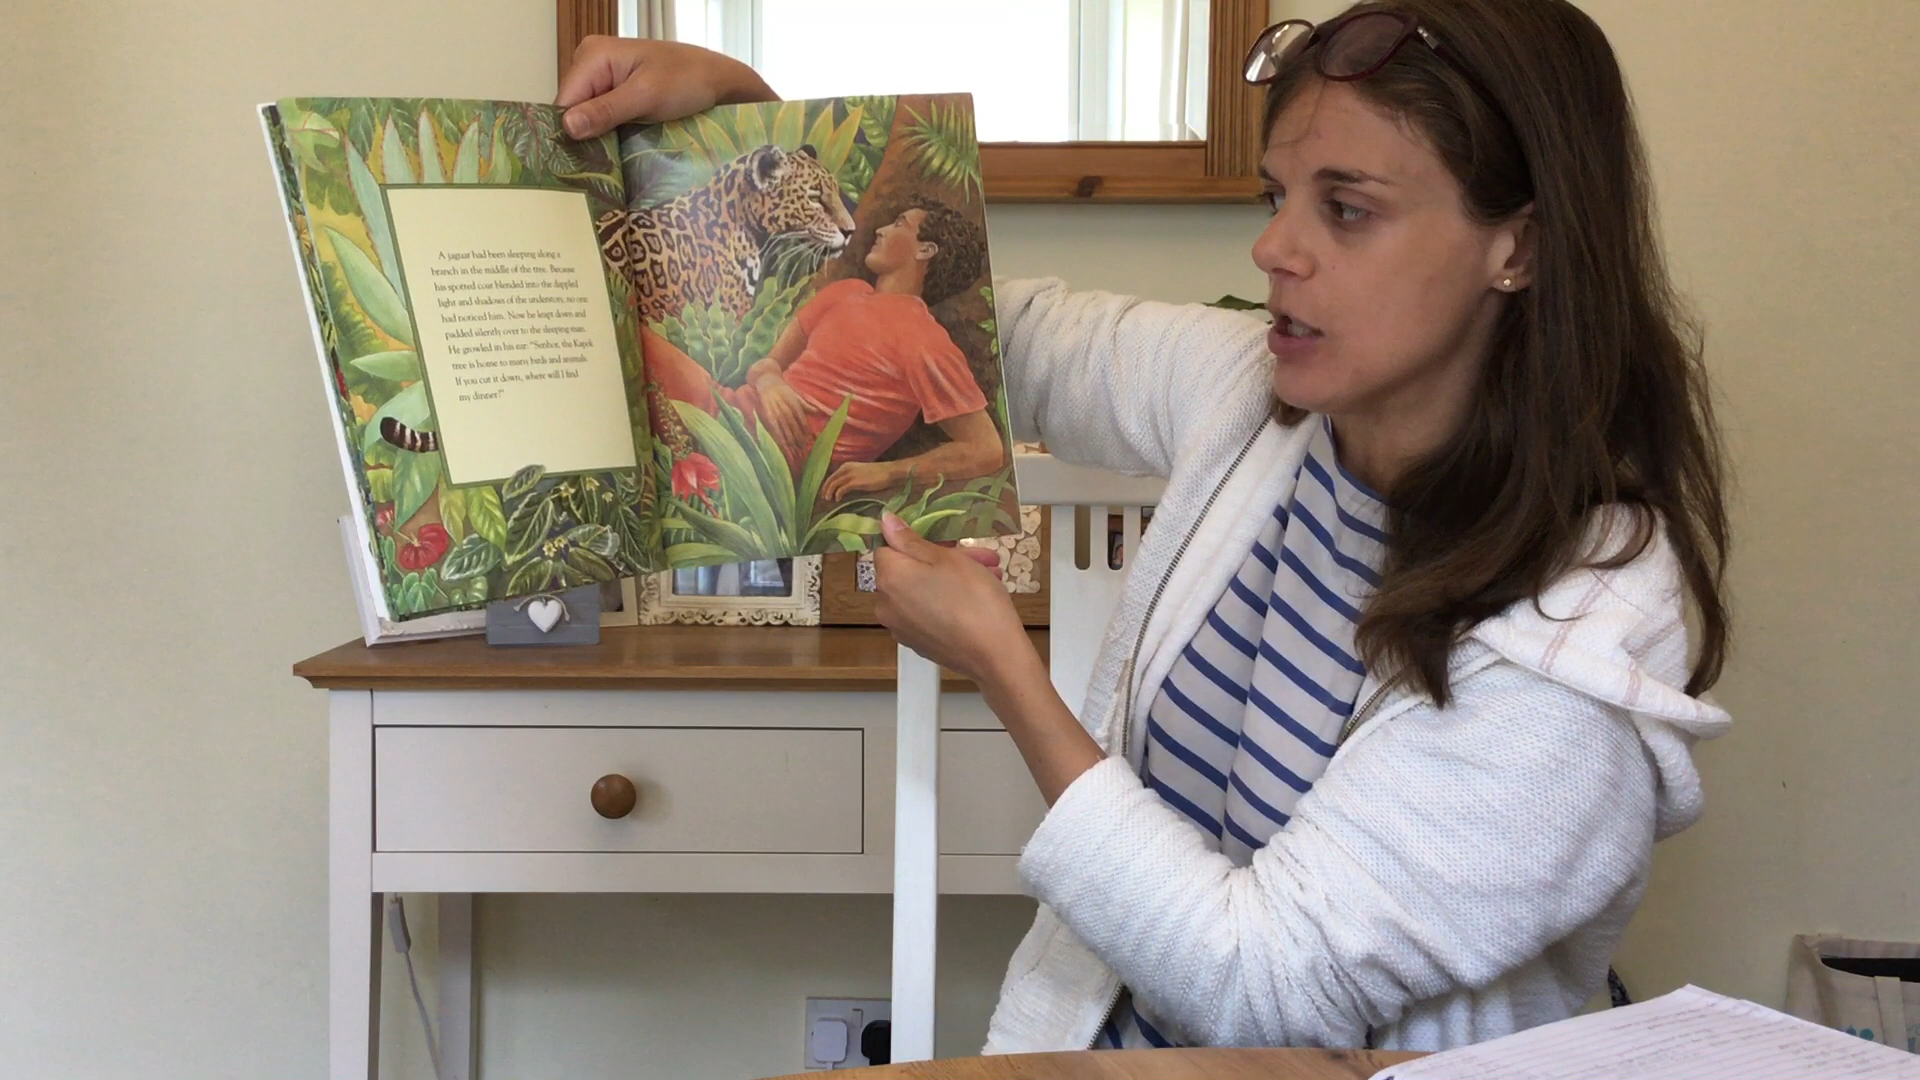 A jaguar had been sleeping along a
branch in the middle of the tree. Because
his spotted coat blended into the dappled
light and shadows of the understory, no one
had noticed him. Now he leapt down and
padded silently over to the sleeping man.
He growled in his ear: "Senhor, the Kapok
tree is home to many birds and animals.
If you cut it down, where will I find
my dinner?"